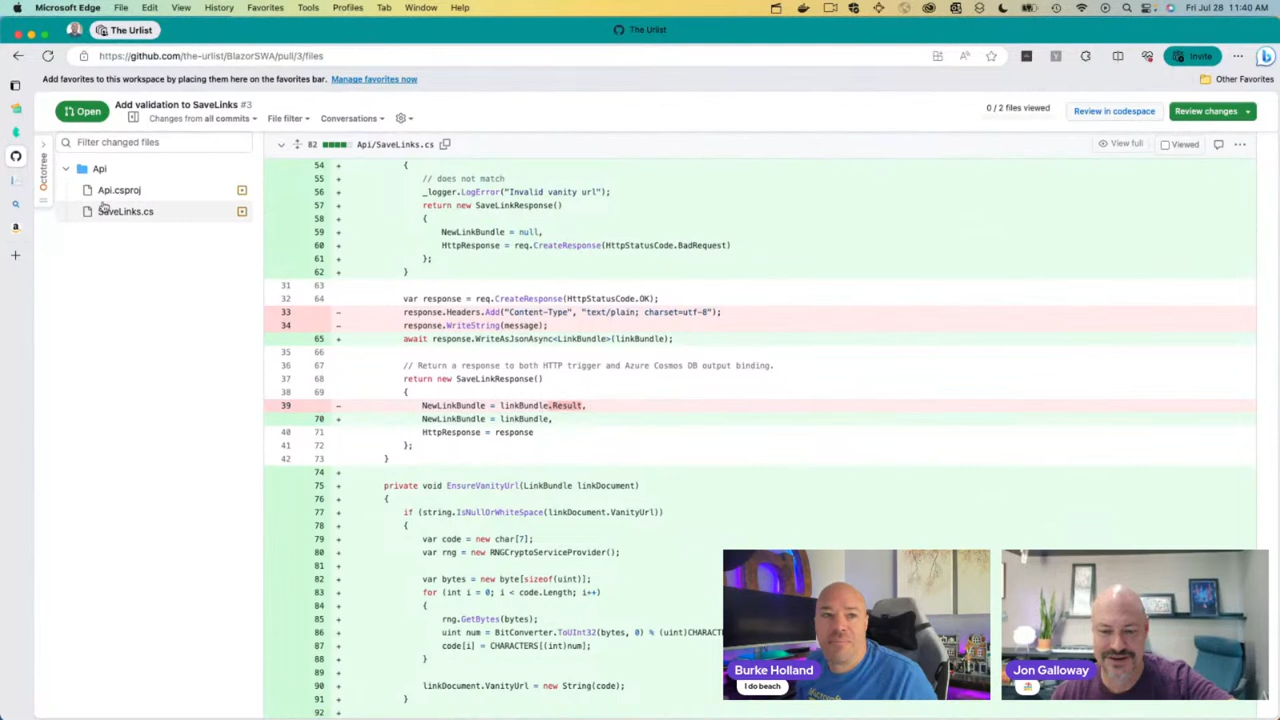 Microsoft Edge File Edit View History Favorites Tools Profiles Tab Window Help Fri Jul 28 11:40 AM
The Urlist The Urlist
https://github.com/the-urlist/BlazorSWA/pull/3/files Invite
Add favorites to this workspace by placing them here on the favorites bar. Manage favorites now Other Favorites
Open Add validation to SaveLinks #3
Changes from all commits File filter Conversations
0 / 2 files viewed Review in codespace Review changes
Filter changed files
Octotree
Api
Api.csproj
SaveLinks.cs
82 Api/SaveLinks.cs View full Viewed
54 + {
55 + // does not match
56 + _logger.LogError("Invalid vanity url");
57 + return new SaveLinkResponse()
58 + {
59 + NewLinkBundle = null,
60 + HttpResponse = req.CreateResponse(HttpStatusCode.BadRequest)
61 + };
62 + }
31 63
32 64 var response = req.CreateResponse(HttpStatusCode.OK);
33 - response.Headers.Add("Content-Type", "text/plain; charset=utf-8");
34 - response.WriteString(message);
65 + await response.WriteAsJsonAsync<LinkBundle>(linkBundle);
35 66
36 67 // Return a response to both HTTP trigger and Azure Cosmos DB output binding.
37 68 return new SaveLinkResponse()
38 69 {
39 - NewLinkBundle = linkBundle.Result,
70 + NewLinkBundle = linkBundle,
40 71 HttpResponse = response
41 72 };
42 73 }
74 +
75 + private void EnsureVanityUrl(LinkBundle linkDocument)
76 + {
77 + if (string.IsNullOrWhiteSpace(linkDocument.VanityUrl))
78 + {
79 + var code = new char[7];
80 + var rng = new RNGCryptoServiceProvider();
81 +
82 + var bytes = new byte[sizeof(uint)];
83 + for (int i = 0; i < code.Length; i++)
84 + {
85 + rng.GetBytes(bytes);
86 + uint num = BitConverter.ToUInt32(bytes, 0) % (uint)CHARACTE
87 + code[i] = CHARACTERS[(int)num];
88 + }
89 +
90 + linkDocument.VanityUrl = new String(code);
91 + }
92 +
Burke Holland
I do beach
Jon Galloway